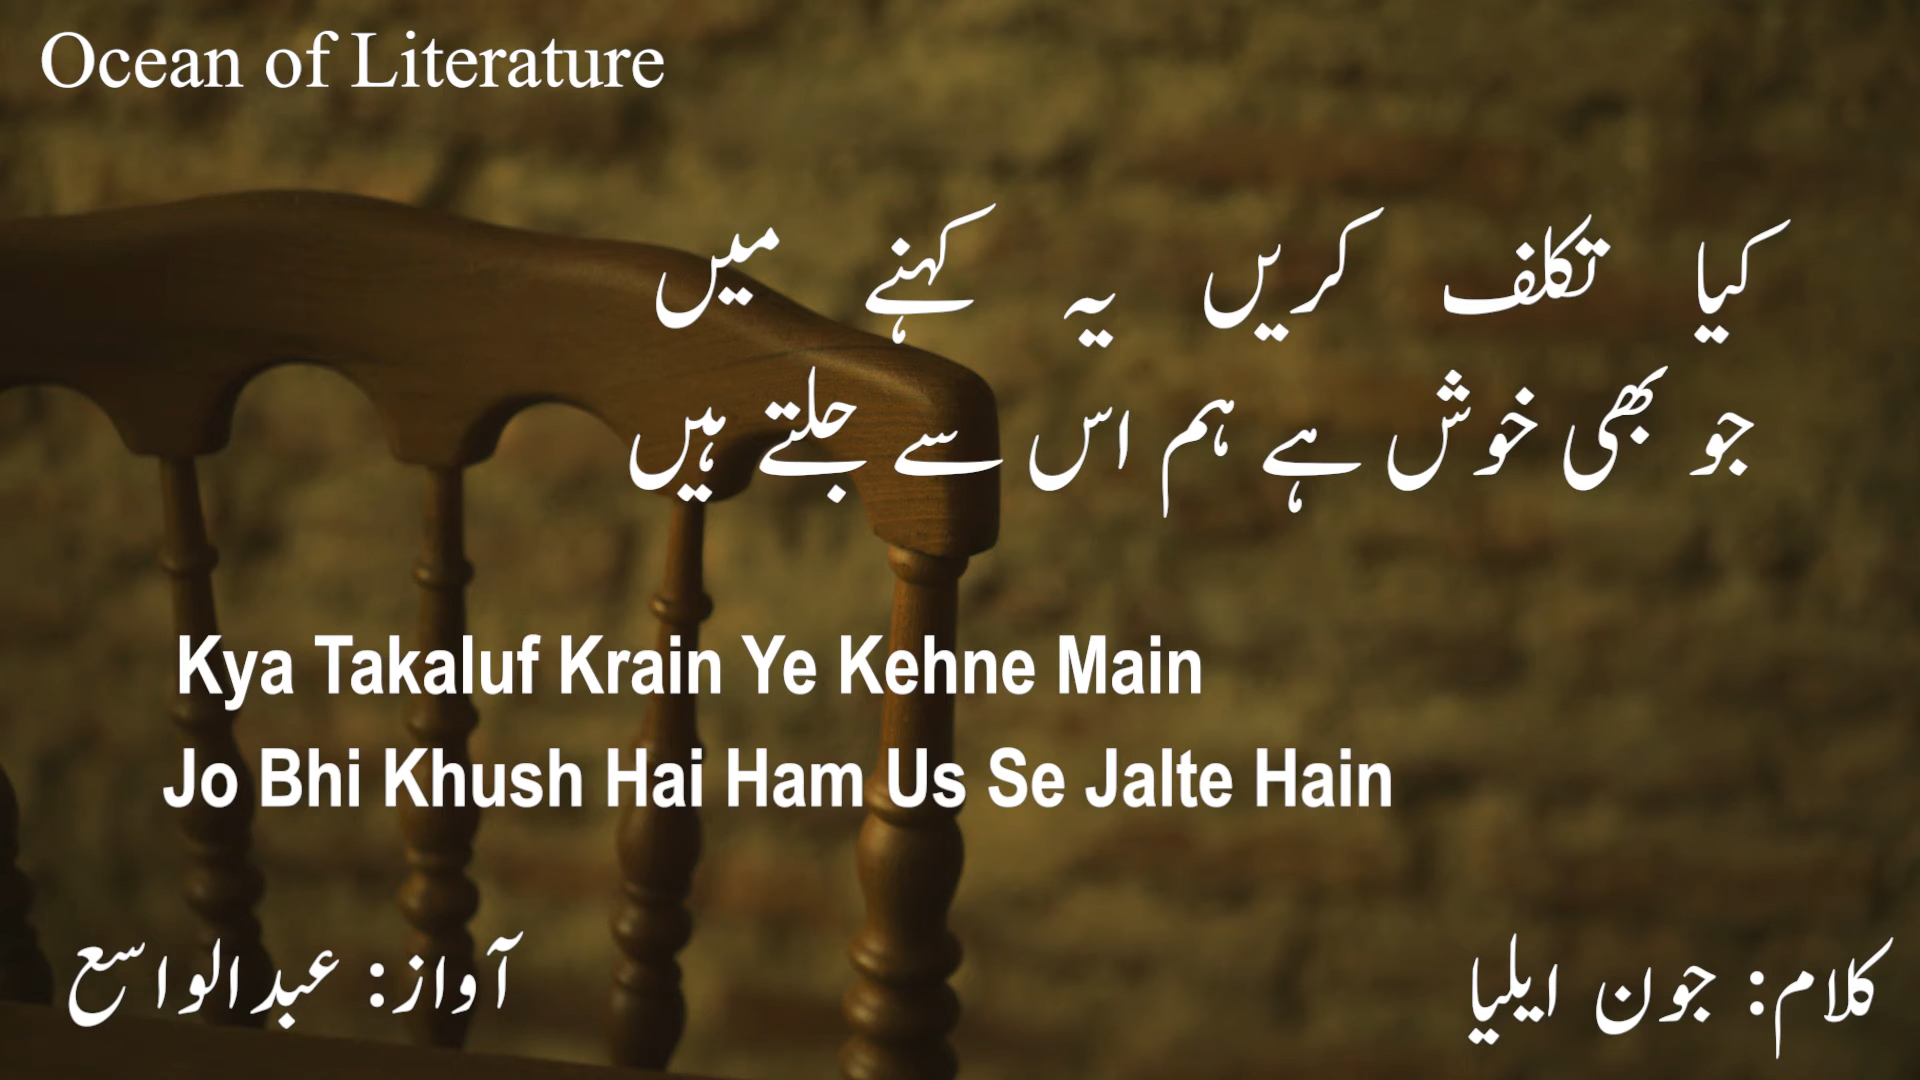 Ocean of Literature
کیا تکلف کریں یہ کہنے میں
جو بھی خوش ہے ہم اس سے جلتے ہیں
Kya Takaluf Krain Ye Kehne Main
Jo Bhi Khush Hai Ham Us Se Jalte Hain
کلام: جون ایلیا
آواز: عبدالواسع